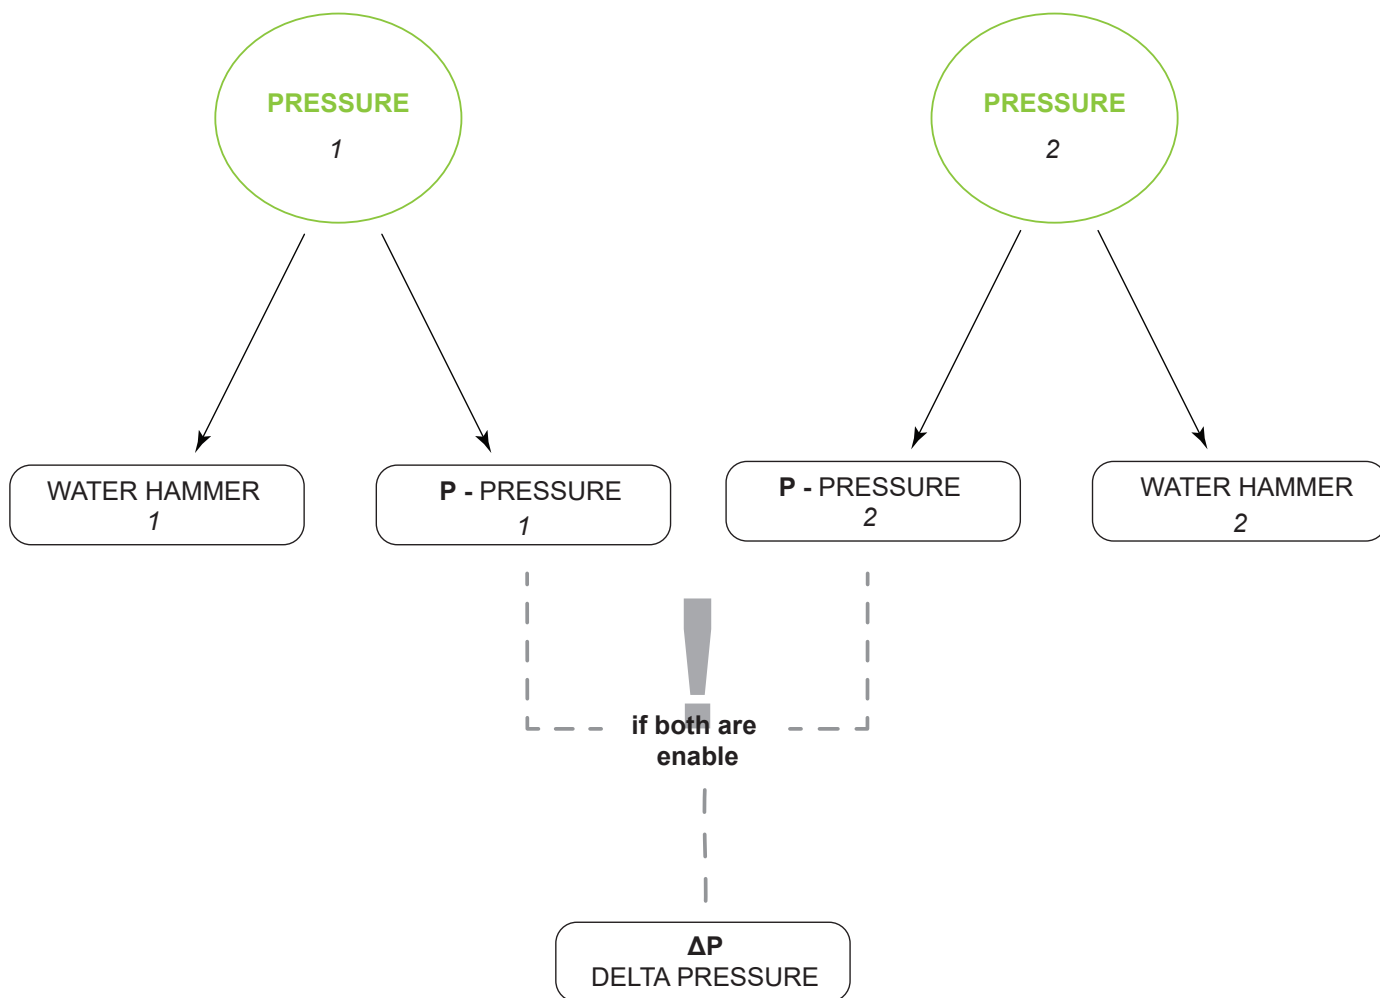 PRESSURE
1
PRESSURE
2
WATER HAMMER
1
P - PRESSURE
1
P - PRESSURE
2
WATER HAMMER
2
!
if both are
enable
ΔP
DELTA PRESSURE